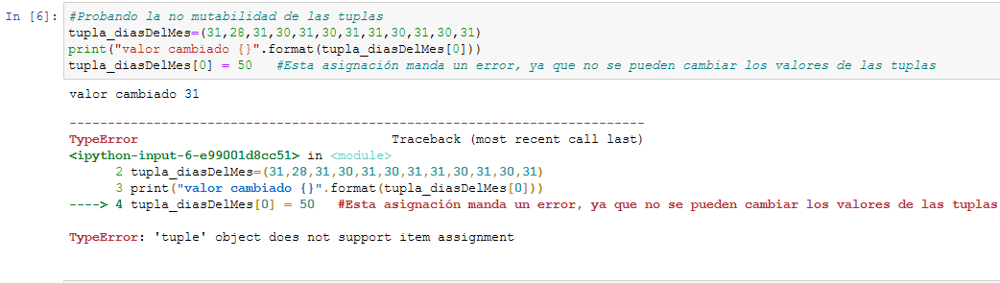 In [6]: #Probando la no mutabilidad de las tuplas
tupla_diasDelMes=(31,28,31,30,31,30,31,31,30,31,30,31)
print("valor cambiado {}".format(tupla_diasDelMes[0]))
tupla_diasDelMes[0] = 50   #Esta asignación manda un error, ya que no se pueden cambiar los valores de las tuplas
valor cambiado 31
---------------------------------------------------------------------------
TypeError                                 Traceback (most recent call last)
<ipython-input-6-e99001d8cc51> in <module>
      2 tupla_diasDelMes=(31,28,31,30,31,30,31,31,30,31,30,31)
      3 print("valor cambiado {}".format(tupla_diasDelMes[0]))
----> 4 tupla_diasDelMes[0] = 50   #Esta asignación manda un error, ya que no se pueden cambiar los valores de las tuplas
TypeError: 'tuple' object does not support item assignment